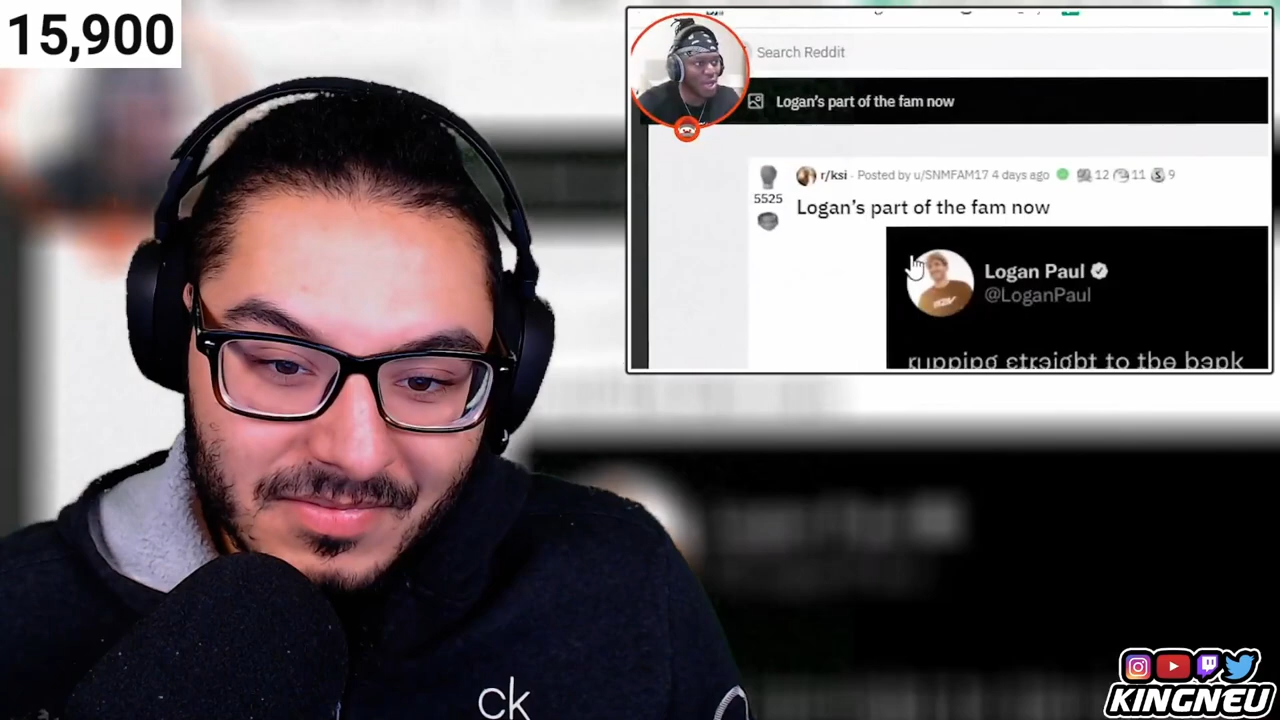 15,900
Search Reddit
Logan's part of the fam now
r/ksi · Posted by u/SNMFAM17 4 days ago 12 11 9
5525
Logan's part of the fam now
Logan Paul
@LoganPaul
running straight to the bank
ck
KINGNEU